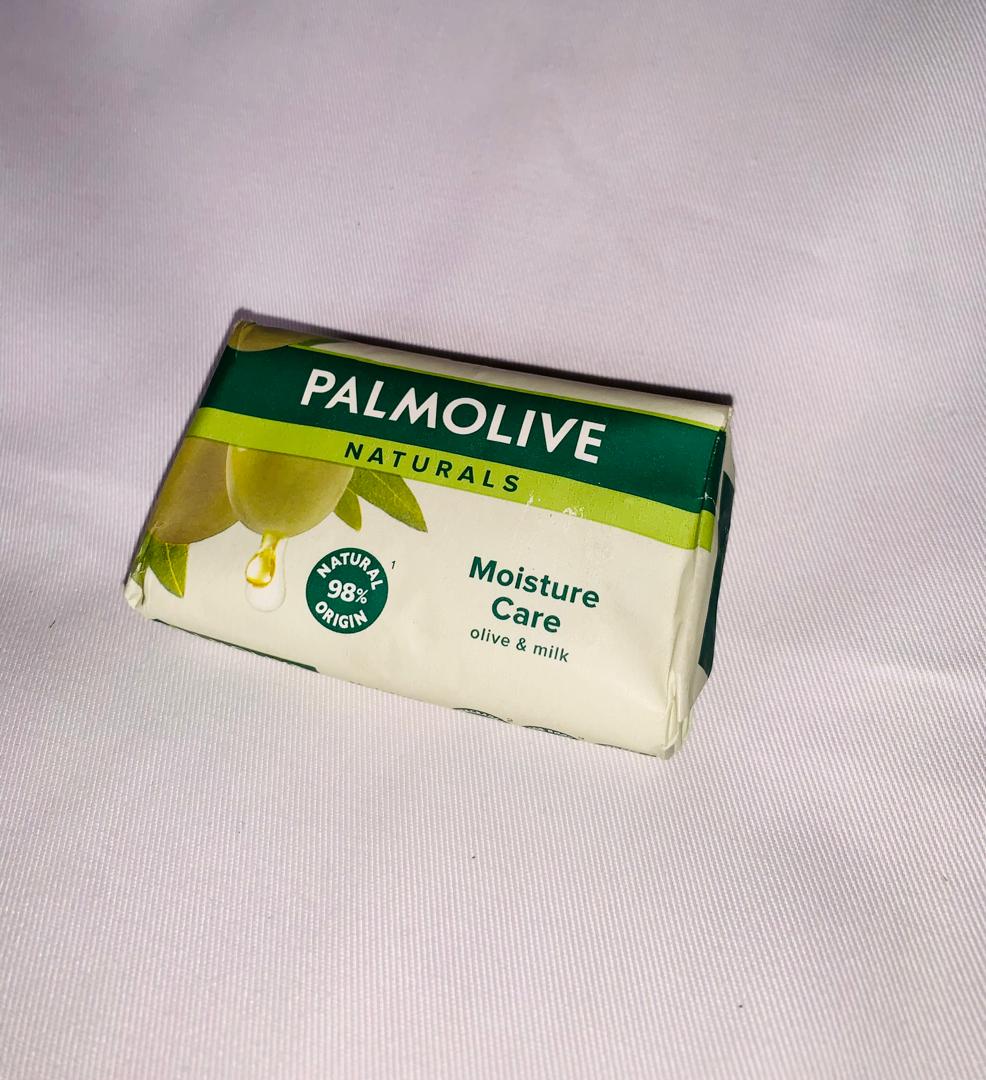 PALMOLIVE
NATURALS
NATURAL
98%
ORIGIN
1
Moisture
Care
olive & milk